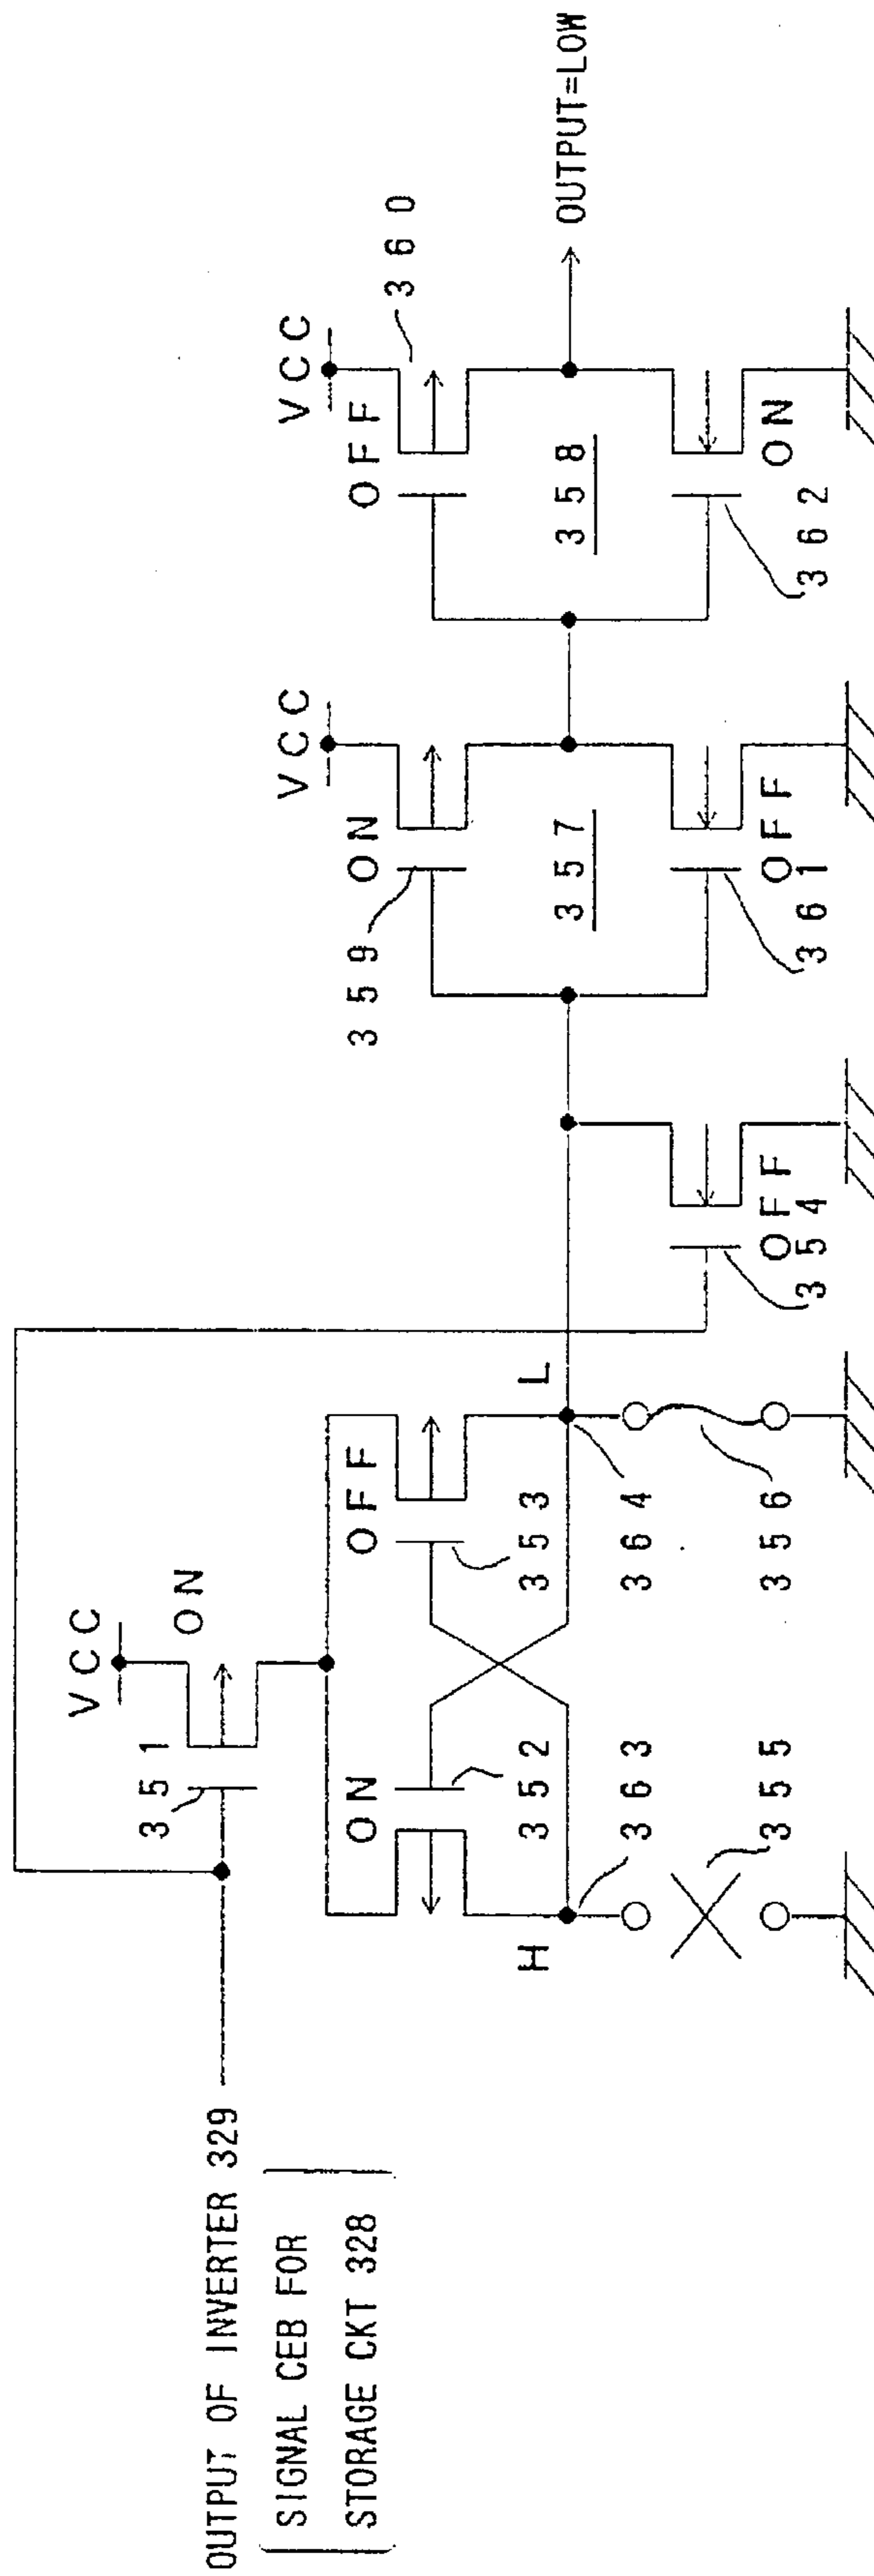 OUTPUT OF INVERTER 329
SIGNAL CEB FOR
STORAGE CKT 328
VCC
351
ON
ON
352
OFF
353
H
363
355
L
364
356
OFF
354
359
ON
VCC
357
OFF
361
OFF
VCC
360
358
ON
362
OUTPUT=LOW